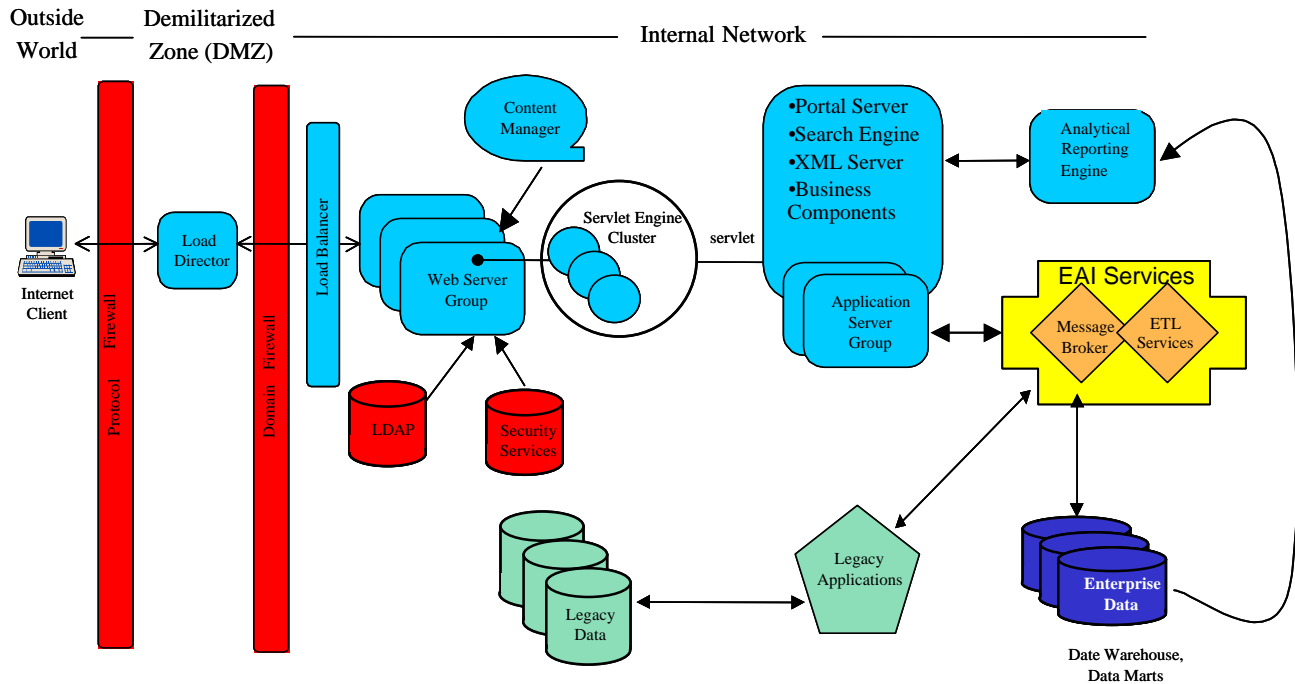 Outside
World
Demilitarized
Zone (DMZ)
Internal Network
Internet
Client
Protocol Firewall
Load
Director
Domain Firewall
Load Balancer
Content
Manager
Web Server
Group
LDAP
Security
Services
Servlet Engine
Cluster
servlet
•Portal Server
•Search Engine
•XML Server
•Business
Components
Application
Server
Group
Analytical
Reporting
Engine
EAI Services
Message
Broker
ETL
Services
Legacy
Data
Legacy
Applications
Enterprise
Data
Date Warehouse,
Data Marts